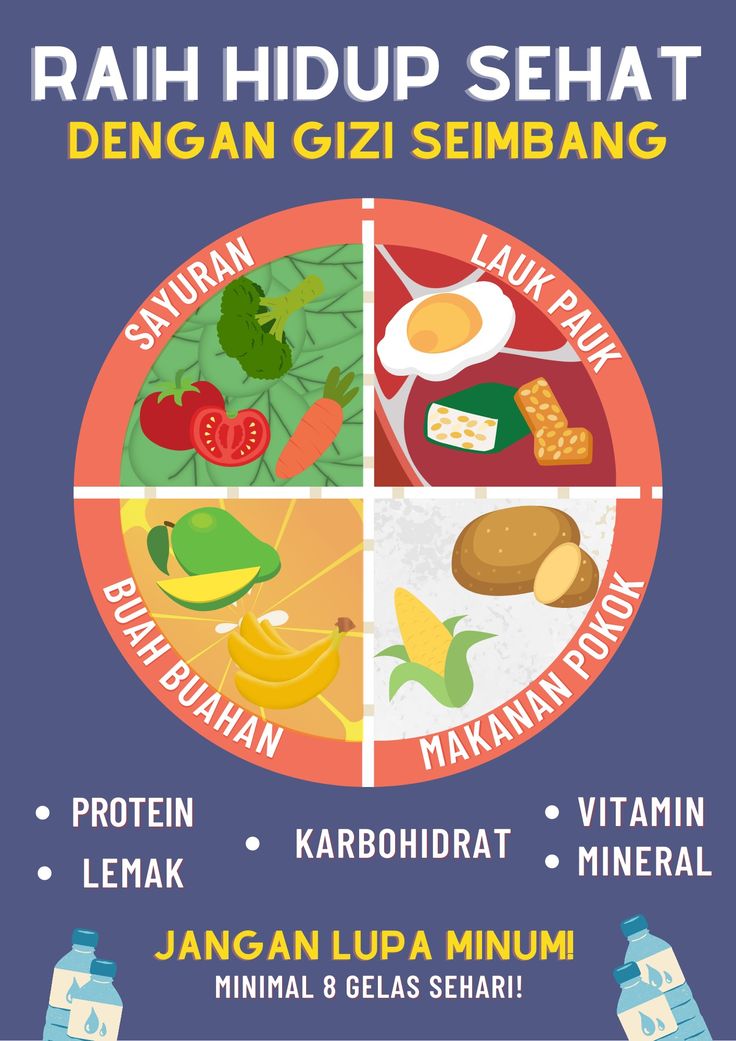 RAIH HIDUP SEHAT
DENGAN GIZI SEIMBANG
SAYURAN
LAUK PAUK
BUAH BUAHAN
MAKANAN POKOK
• PROTEIN
• LEMAK
• KARBOHIDRAT
• VITAMIN
• MINERAL
JANGAN LUPA MINUM!
MINIMAL 8 GELAS SEHARI!